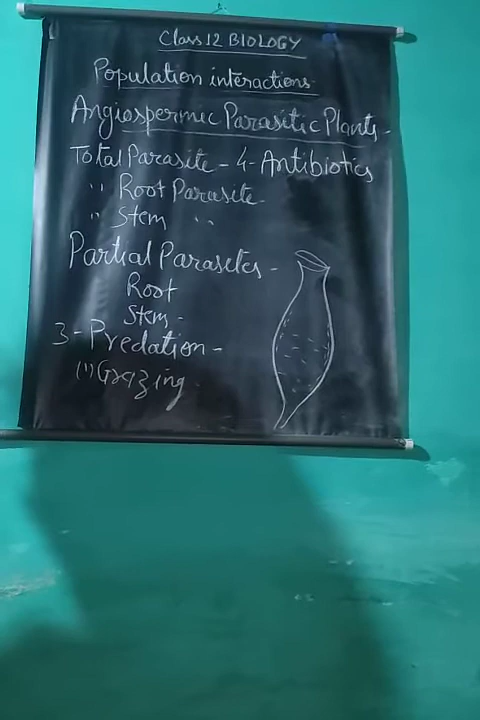 Class 12 BIOLOGY
Population interactions
Angiospermic Parasitic Plants-
Total Parasite - 4- Antibiotics
" Root Parasite-
" Stem "
Partial Parasites -
Root
Stem -
3- Predation -
(1) Grazing